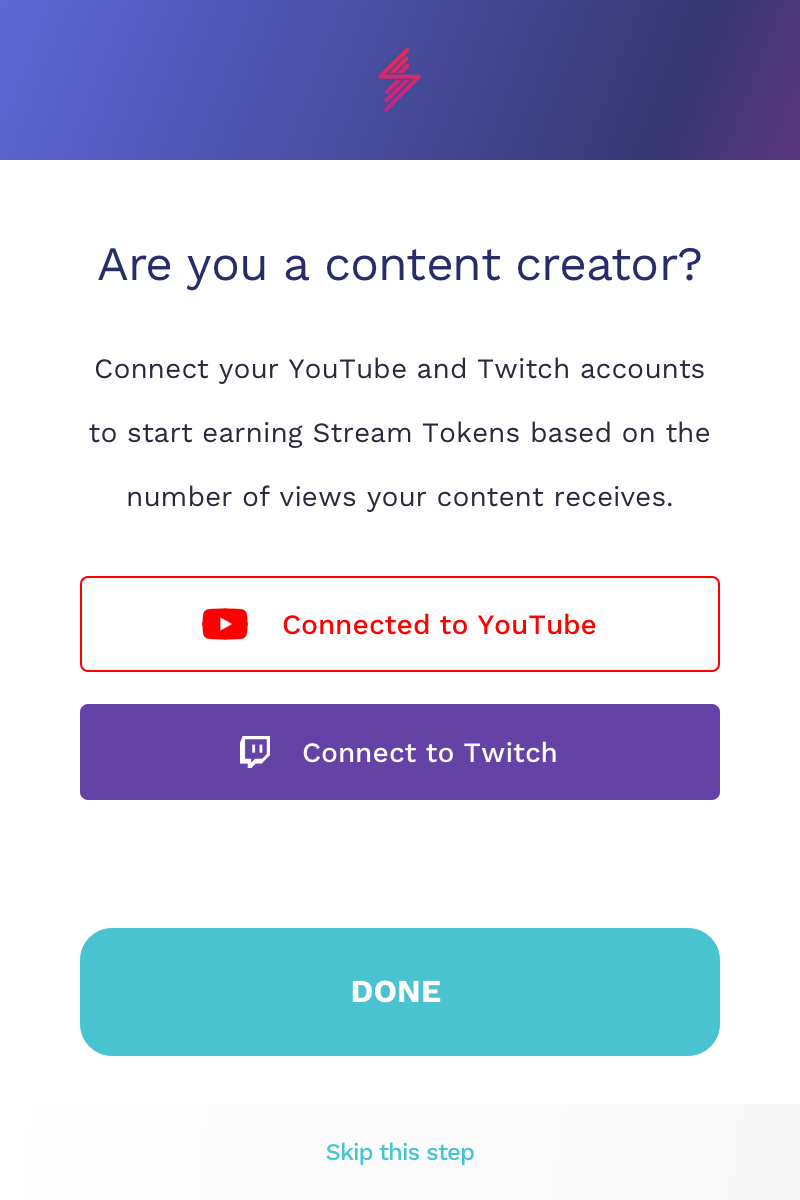 Are you a content creator?
Connect your YouTube and Twitch accounts
to start earning Stream Tokens based on the
number of views your content receives.
Connected to YouTube
Connect to Twitch
DONE
Skip this step